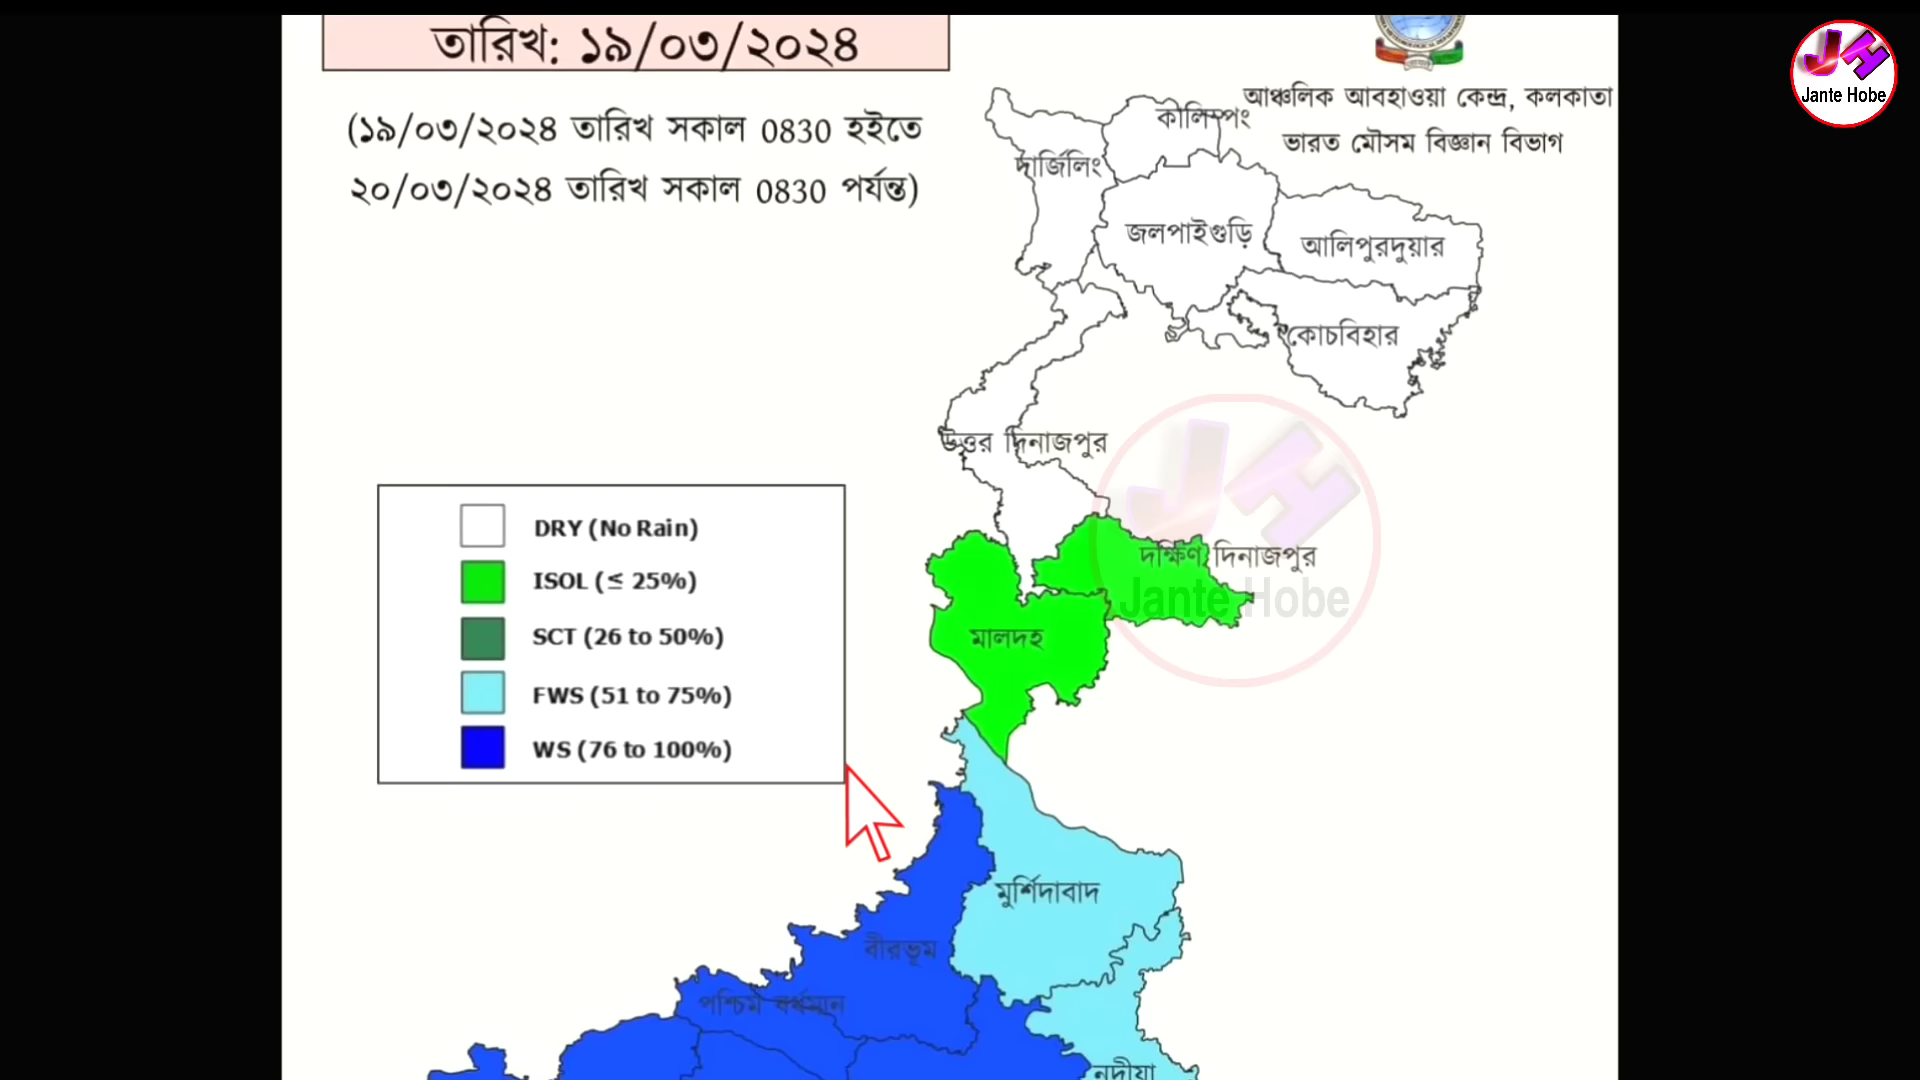 তারিখ: ১৯/০৩/২০২৪
(১৯/০৩/২০২৪ তারিখ সকাল 0830 হইতে
২০/০৩/২০২৪ তারিখ সকাল 0830 পর্যন্ত)
আঞ্চলিক আবহাওয়া কেন্দ্র, কলকাতা
ভারত মৌসম বিজ্ঞান বিভাগ
JH
Jante Hobe
কালিম্পং
দার্জিলিং
জলপাইগুড়ি
আলিপুরদুয়ার
কোচবিহার
উত্তর দিনাজপুর
দক্ষিণ দিনাজপুর
JH
Jante Hobe
মালদহ
DRY (No Rain)
ISOL (≤ 25%)
SCT (26 to 50%)
FWS (51 to 75%)
WS (76 to 100%)
মুর্শিদাবাদ
বীরভূম
পশ্চিম বর্ধমান
নদীয়া